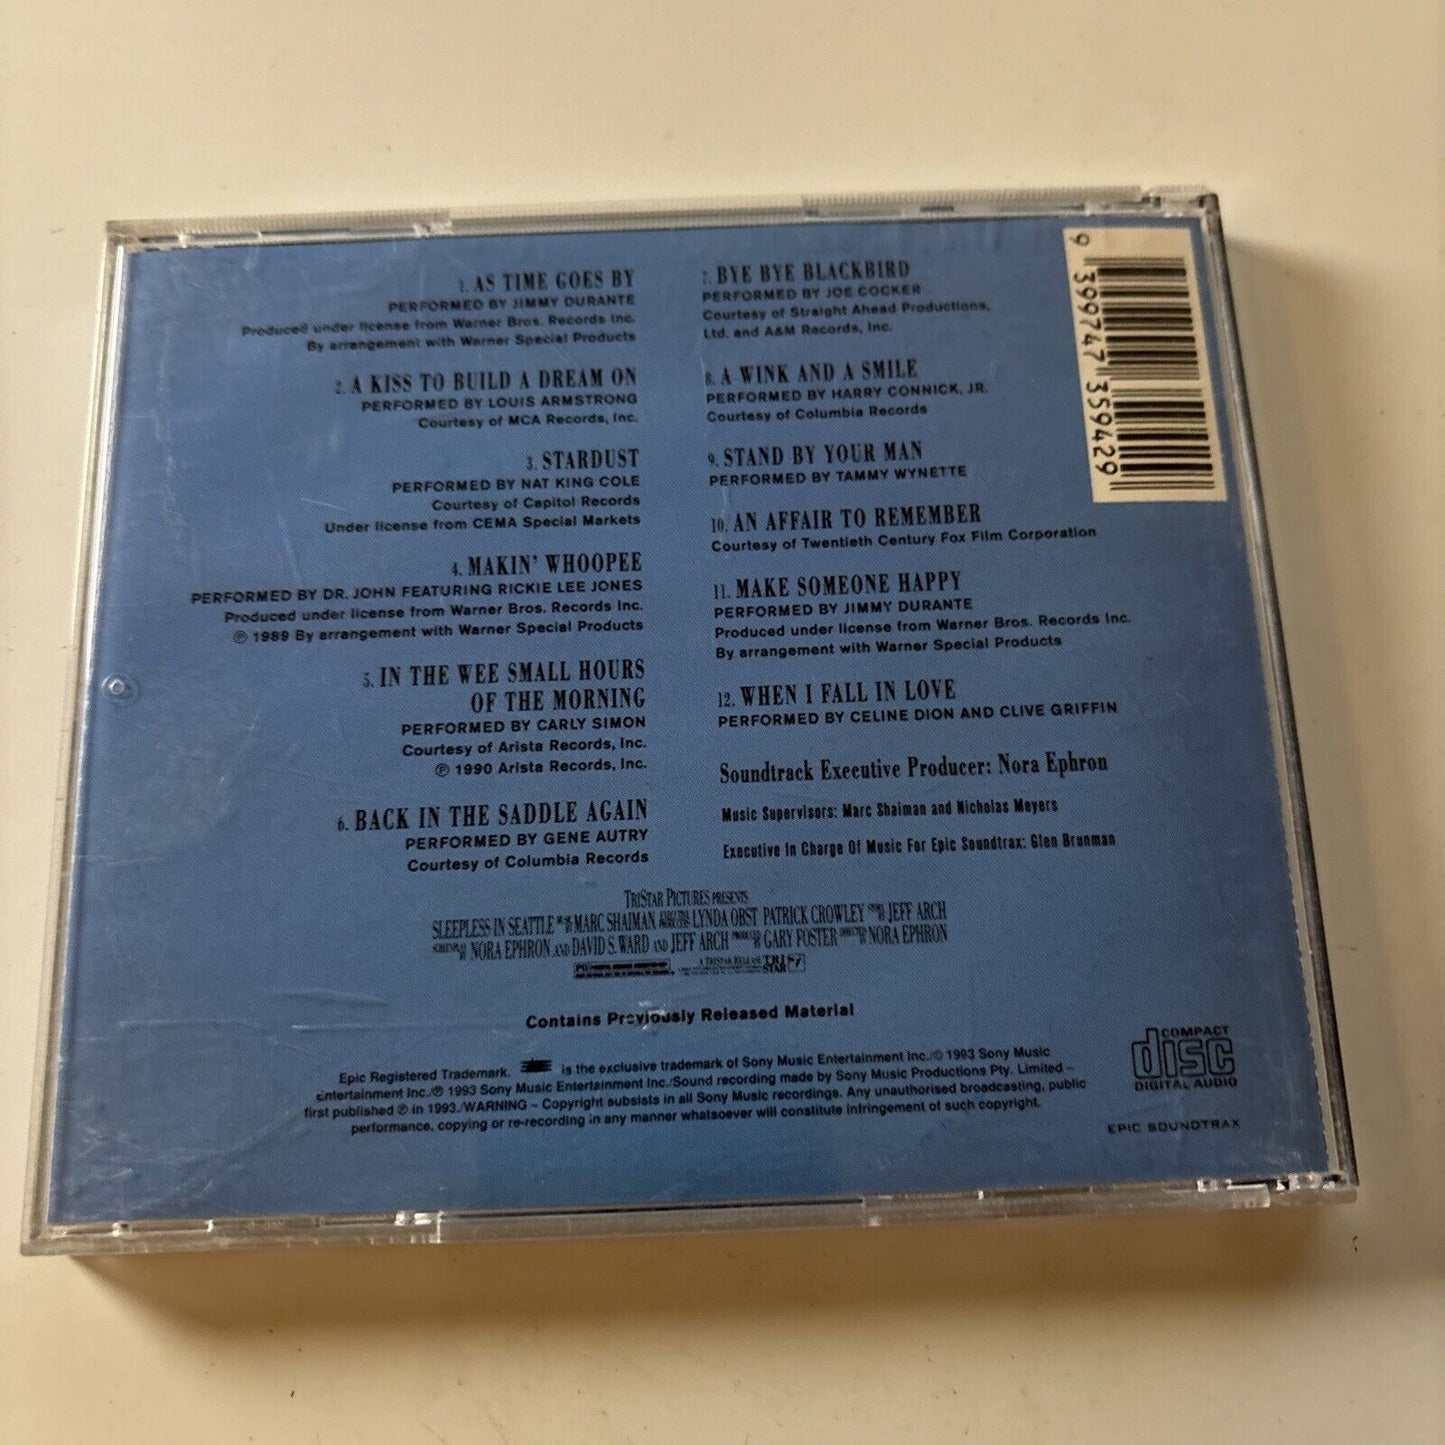 1. AS TIME GOES BY
PERFORMED BY JIMMY DURANTE
Produced under license from Warner Bros. Records Inc.
By arrangement with Warner Special Products
2. A KISS TO BUILD A DREAM ON
PERFORMED BY LOUIS ARMSTRONG
Courtesy of MCA Records, Inc.
3. STARDUST
PERFORMED BY NAT KING COLE
Courtesy of Capitol Records
Under license from CEMA Special Markets
4. MAKIN' WHOOPEE
PERFORMED BY DR. JOHN FEATURING RICKIE LEE JONES
Produced under license from Warner Bros. Records Inc.
℗ 1989 By arrangement with Warner Special Products
5. IN THE WEE SMALL HOURS
OF THE MORNING
PERFORMED BY CARLY SIMON
Courtesy of Arista Records, Inc.
℗ 1990 Arista Records, Inc.
6. BACK IN THE SADDLE AGAIN
PERFORMED BY GENE AUTRY
Courtesy of Columbia Records
7. BYE BYE BLACKBIRD
PERFORMED BY JOE COCKER
Courtesy of Straight Ahead Productions,
Ltd. and A&M Records, Inc.
8. A WINK AND A SMILE
PERFORMED BY HARRY CONNICK, JR.
Courtesy of Columbia Records
9. STAND BY YOUR MAN
PERFORMED BY TAMMY WYNETTE
10. AN AFFAIR TO REMEMBER
Courtesy of Twentieth Century Fox Film Corporation
11. MAKE SOMEONE HAPPY
PERFORMED BY JIMMY DURANTE
Produced under license from Warner Bros. Records Inc.
By arrangement with Warner Special Products
12. WHEN I FALL IN LOVE
PERFORMED BY CELINE DION AND CLIVE GRIFFIN
Soundtrack Executive Producer: Nora Ephron
Music Supervisors: Marc Shaiman and Nicholas Meyers
Executive In Charge Of Music For Epic Soundtrax: Glen Brunman
9 399747 359429
TRISTAR PICTURES PRESENTS
SLEEPLESS IN SEATTLE MARC SHAIMAN LYNDA OBST PATRICK CROWLEY STORY BY JEFF ARCH
SCREENPLAY BY NORA EPHRON AND DAVID S. WARD AND JEFF ARCH PRODUCED BY GARY FOSTER DIRECTED BY NORA EPHRON
PG A TRISTAR RELEASE TRI STAR
Contains Previously Released Material
Epic Registered Trademark. is the exclusive trademark of Sony Music Entertainment Inc./© 1993 Sony Music
Entertainment Inc./℗ 1993 Sony Music Entertainment Inc./Sound recording made by Sony Music Productions Pty. Limited –
first published ℗ in 1993./WARNING – Copyright subsists in all Sony Music recordings. Any unauthorised broadcasting, public
performance, copying or re-recording in any manner whatsoever will constitute infringement of such copyright.
COMPACT
disc
DIGITAL AUDIO
EPIC SOUNDTRAX